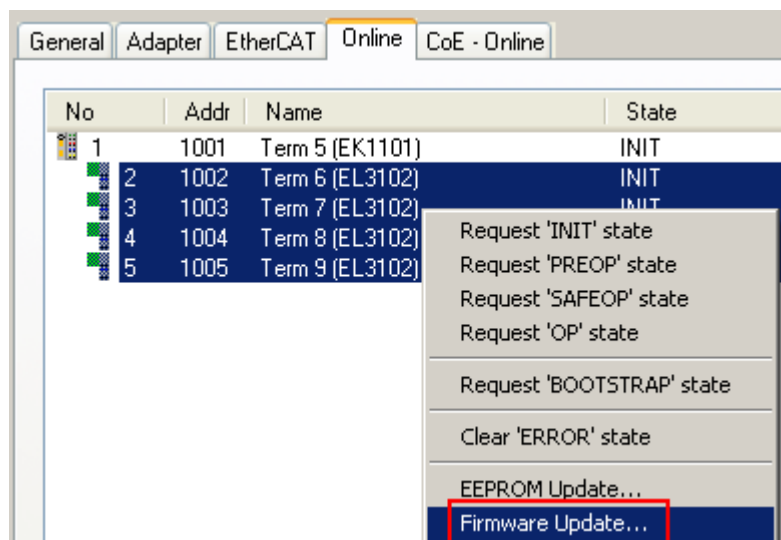 General Adapter EtherCAT Online CoE - Online
No Addr Name State
1 1001 Term 5 (EK1101) INIT
2 1002 Term 6 (EL3102) INIT
3 1003 Term 7 (EL3102) INIT
4 1004 Term 8 (EL3102)
5 1005 Term 9 (EL3102)
Request 'INIT' state
Request 'PREOP' state
Request 'SAFEOP' state
Request 'OP' state
Request 'BOOTSTRAP' state
Clear 'ERROR' state
EEPROM Update...
Firmware Update...